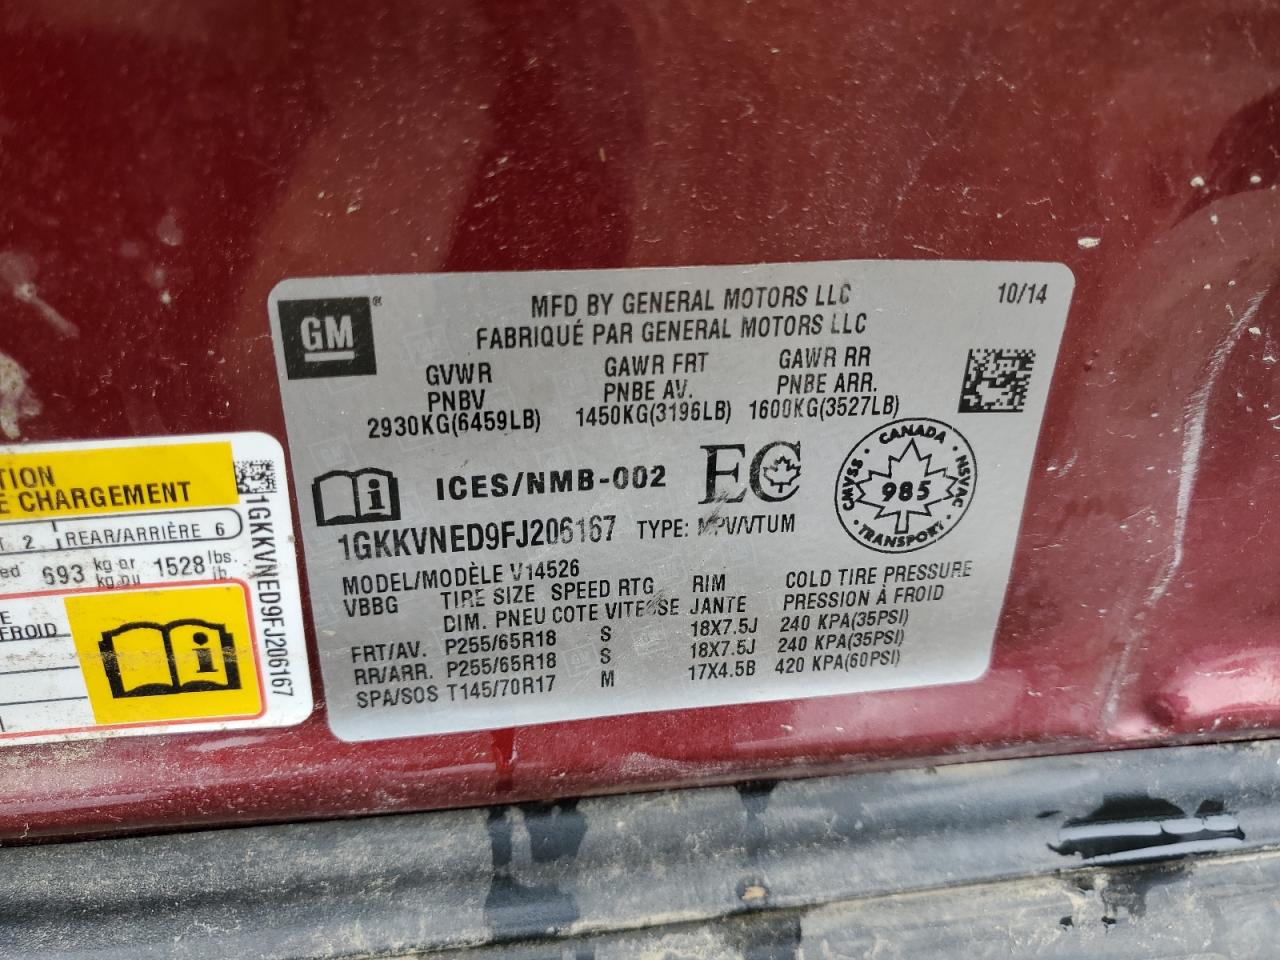 GM ®
MFD BY GENERAL MOTORS LLC
10/14
FABRIQUÉ PAR GENERAL MOTORS LLC
GVWR GAWR FRT GAWR RR
PNBV PNBE AV. PNBE ARR.
2930KG(6459LB) 1450KG(3196LB) 1600KG(3527LB)
ICES/NMB-002 EC
CANADA
CMVSS NSVAC
985
TRANSPORT
1GKKVNED9FJ206167 TYPE: MPV/VTUM
MODEL/MODÈLE V14526
VBBG TIRE SIZE SPEED RTG RIM COLD TIRE PRESSURE
DIM. PNEU COTE VITESSE JANTE PRESSION À FROID
FRT/AV. P255/65R18 S 18X7.5J 240 KPA(35PSI)
RR/ARR. P255/65R18 S 18X7.5J 240 KPA(35PSI)
SPA/SOS T145/70R17 M 17X4.5B 420 KPA(60PSI)
TION
E CHARGEMENT
T 2 REAR/ARRIÈRE 6
ed 693 kg or kg ou 1528 lbs. lb.
E
FROID
1GKKVNED9FJ206167